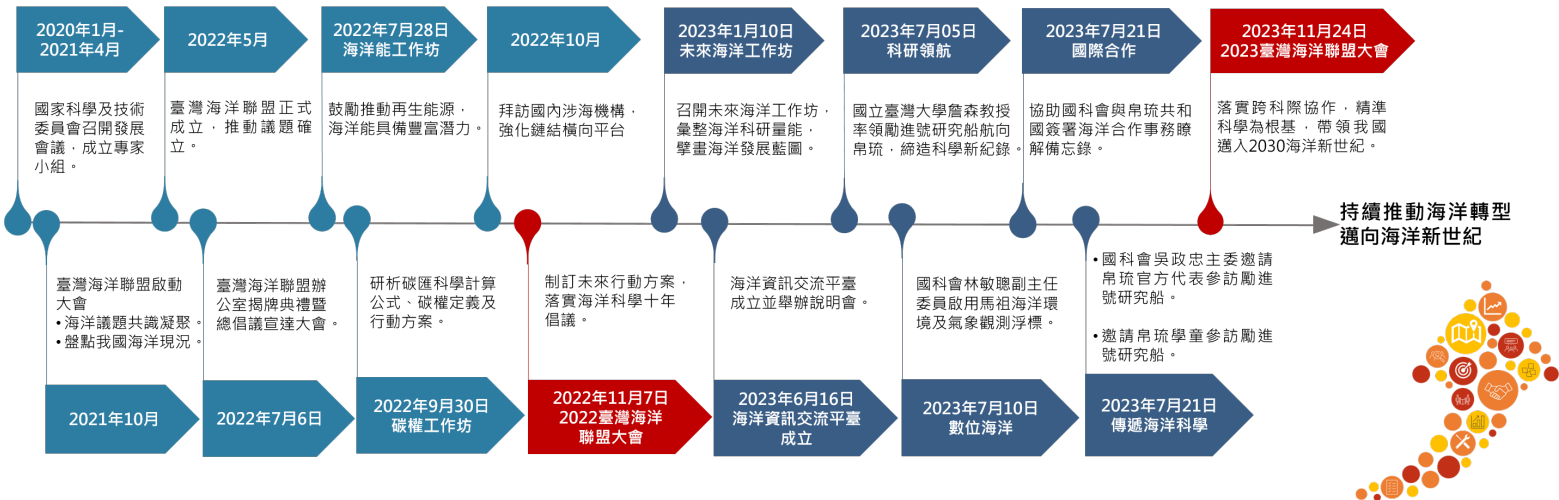 2020年1月-
2021年4月
國家科學及技術
委員會召開發展
會議，成立專家
小組。
2022年5月
臺灣海洋聯盟正式
成立，推動議題確
立。
2022年7月28日
海洋能工作坊
鼓勵推動再生能源，
海洋能具備豐富潛力。
2022年10月
拜訪國內涉海機構，
強化鏈結橫向平台
2023年1月10日
未來海洋工作坊
召開未來海洋工作坊，
彙整海洋科研量能，
擘畫海洋發展藍圖。
2023年7月05日
科研領航
國立臺灣大學詹森教授
率領勵進號研究船航向
帛琉，締造科學新紀錄。
2023年7月21日
國際合作
協助國科會與帛琉共和
國簽署海洋合作事務瞭
解備忘錄。
2023年11月24日
2023臺灣海洋聯盟大會
落實跨科際協作，精準
科學為根基，帶領我國
邁入2030海洋新世紀。
持續推動海洋轉型
邁向海洋新世紀
臺灣海洋聯盟啟動
大會
•海洋議題共識凝聚。
•盤點我國海洋現況。
2021年10月
臺灣海洋聯盟辦
公室揭牌典禮暨
總倡議宣達大會。
2022年7月6日
研析碳匯科學計算
公式、碳權定義及
行動方案。
2022年9月30日
碳權工作坊
制訂未來行動方案，
落實海洋科學十年
倡議。
2022年11月7日
2022臺灣海洋
聯盟大會
海洋資訊交流平臺
成立並舉辦說明會。
2023年6月16日
海洋資訊交流平臺
成立
國科會林敏聰副主任
委員啟用馬祖海洋環
境及氣象觀測浮標。
2023年7月10日
數位海洋
•國科會吳政忠主委邀請
帛琉官方代表參訪勵進
號研究船。
•邀請帛琉學童參訪勵進
號研究船。
2023年7月21日
傳遞海洋科學